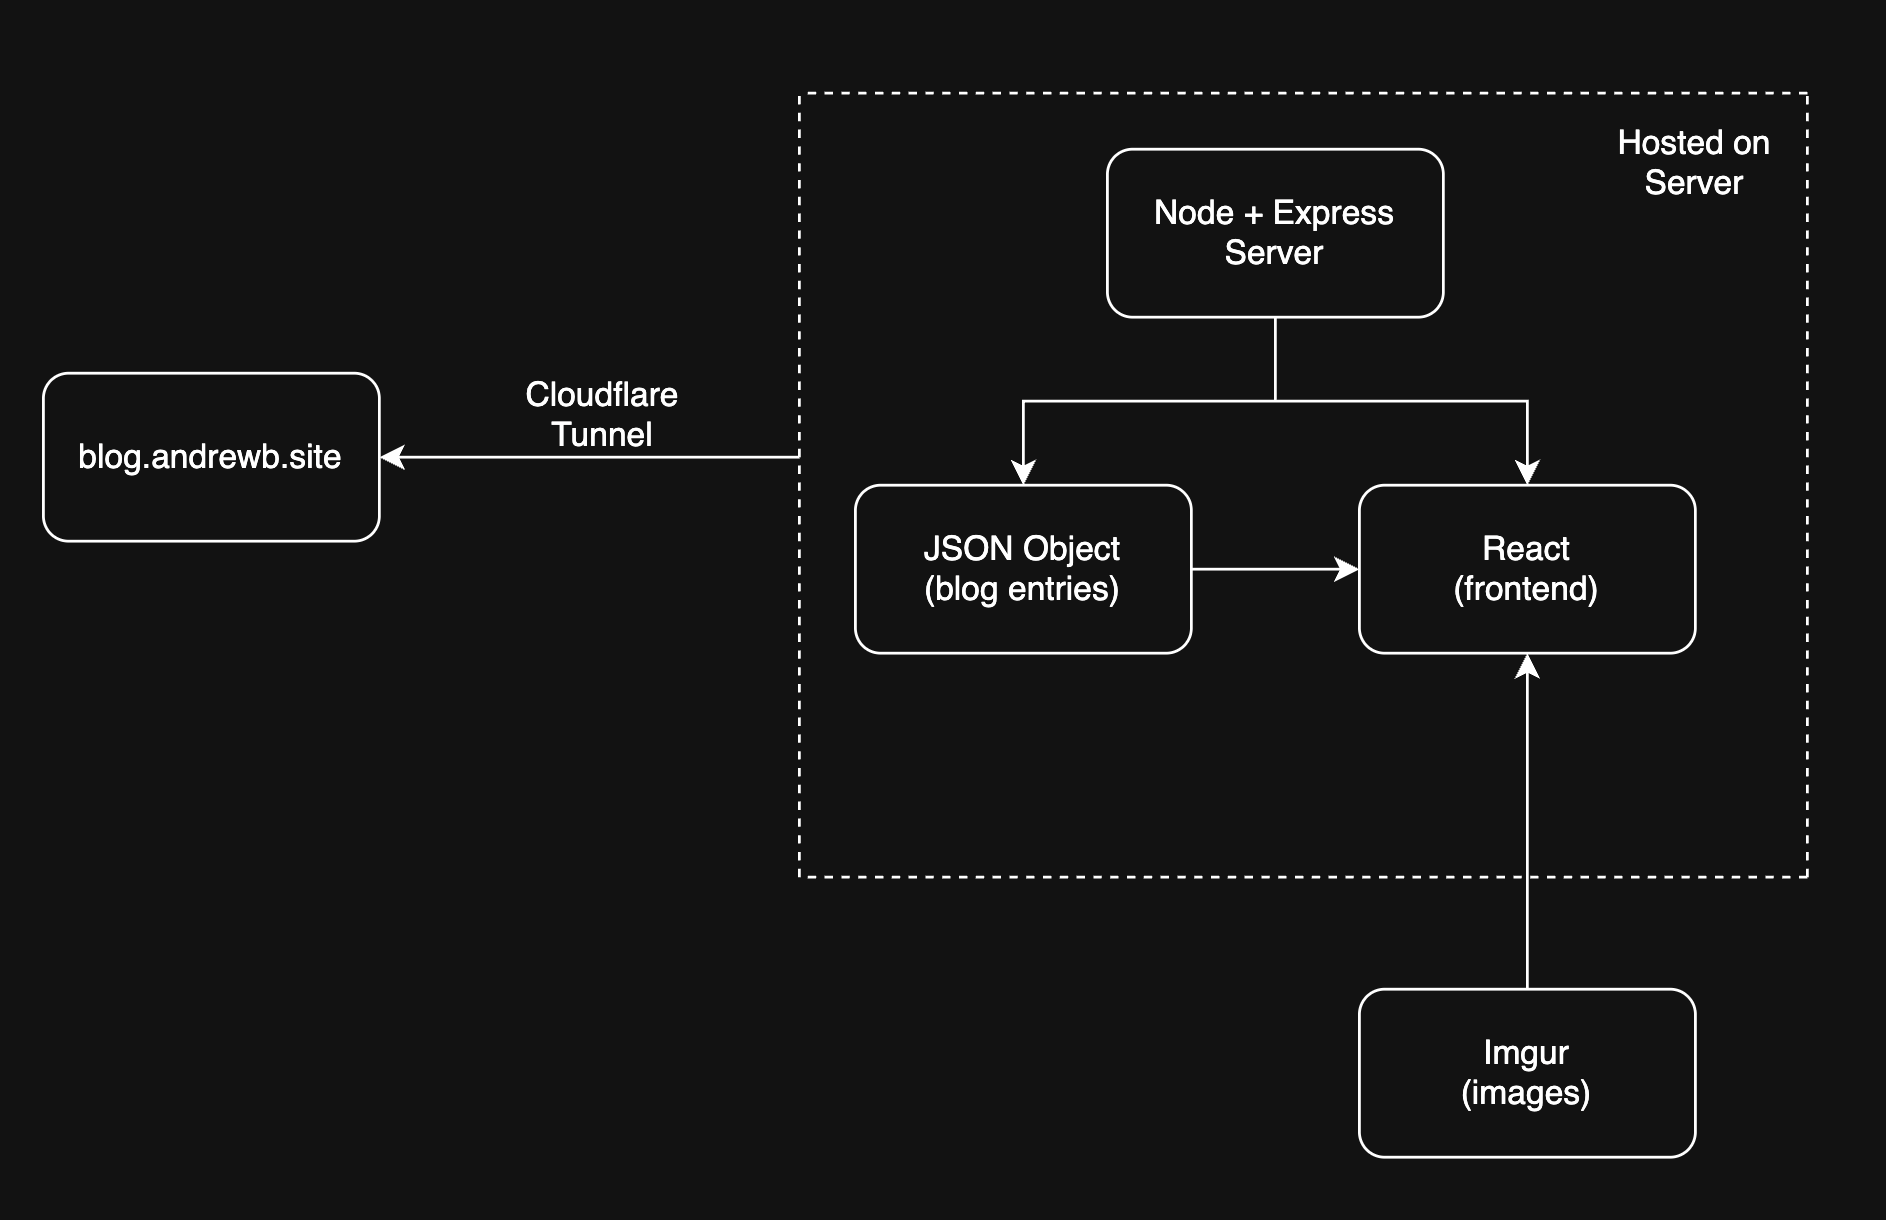 Hosted on
Server
Node + Express
Server
Cloudflare
Tunnel
blog.andrewb.site
JSON Object
(blog entries)
React
(frontend)
Imgur
(images)